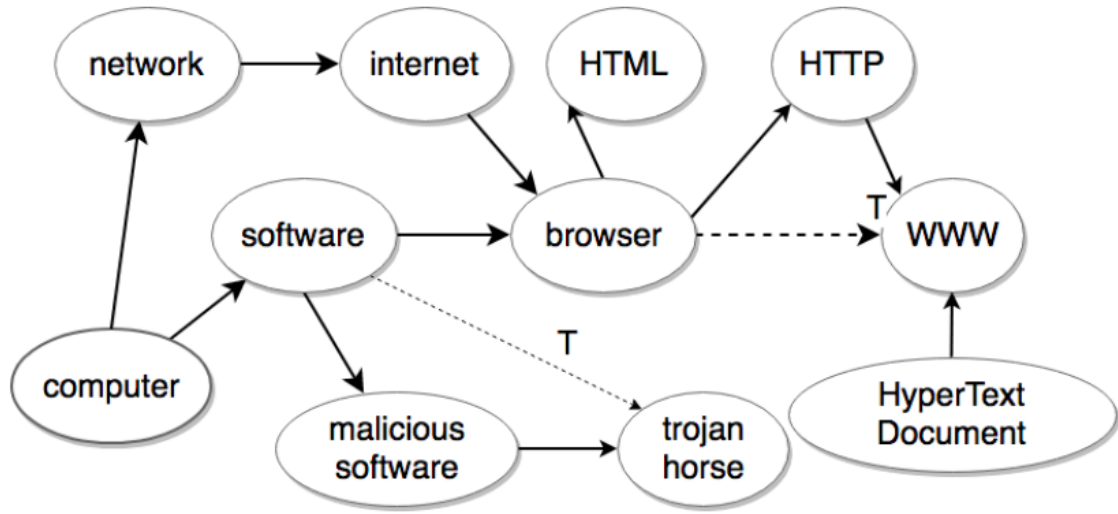 network
internet
HTML
HTTP
T
software
browser
WWW
T
computer
malicious
software
trojan
horse
HyperText
Document